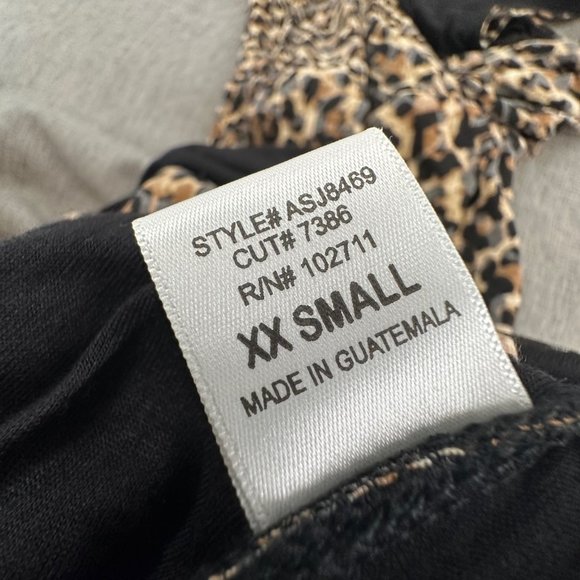 STYLE# ASJ8469
CUT# 7386
R/N# 102711
XX SMALL
MADE IN GUATEMALA